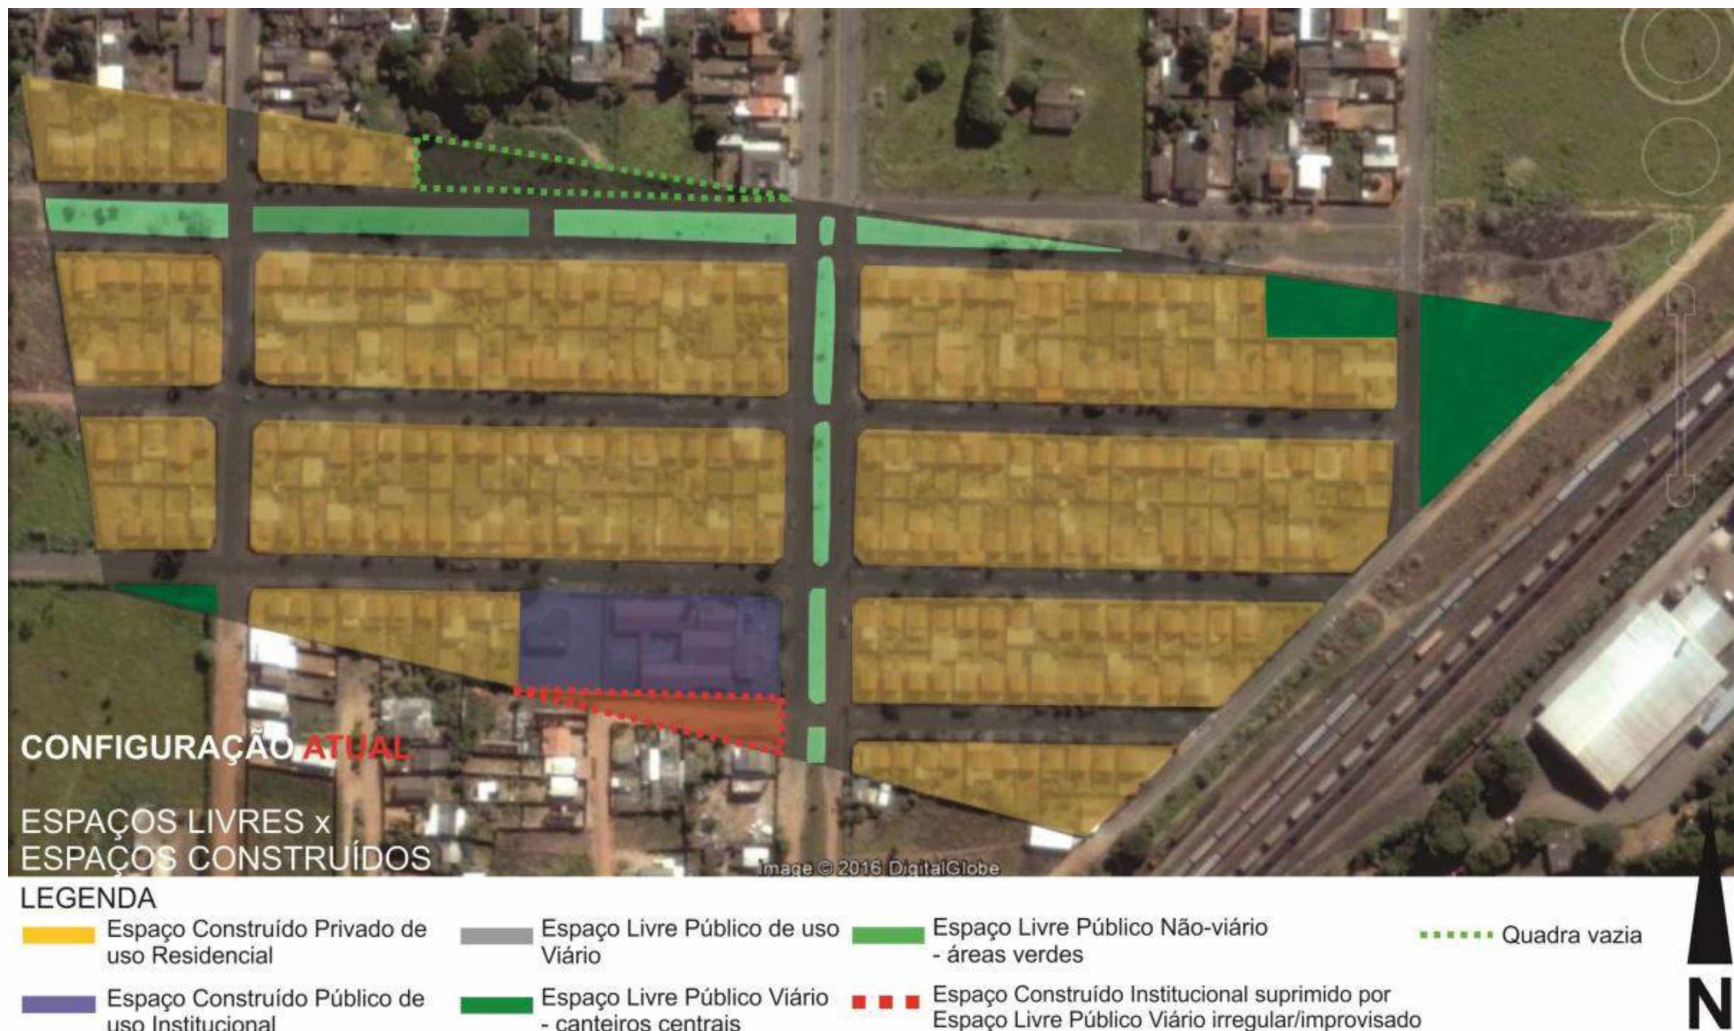 CONFIGURAÇÃO ATUAL
ESPAÇOS LIVRES x
ESPAÇOS CONSTRUÍDOS
Image © 2016 DigitalGlobe
LEGENDA
Espaço Construído Privado de
uso Residencial
Espaço Livre Público de uso
Viário
Espaço Livre Público Não-viário
- áreas verdes
Quadra vazia
Espaço Construído Público de
uso Institucional
Espaço Livre Público Viário
- canteiros centrais
Espaço Construído Institucional suprimido por
Espaço Livre Público Viário irregular/improvisado
N